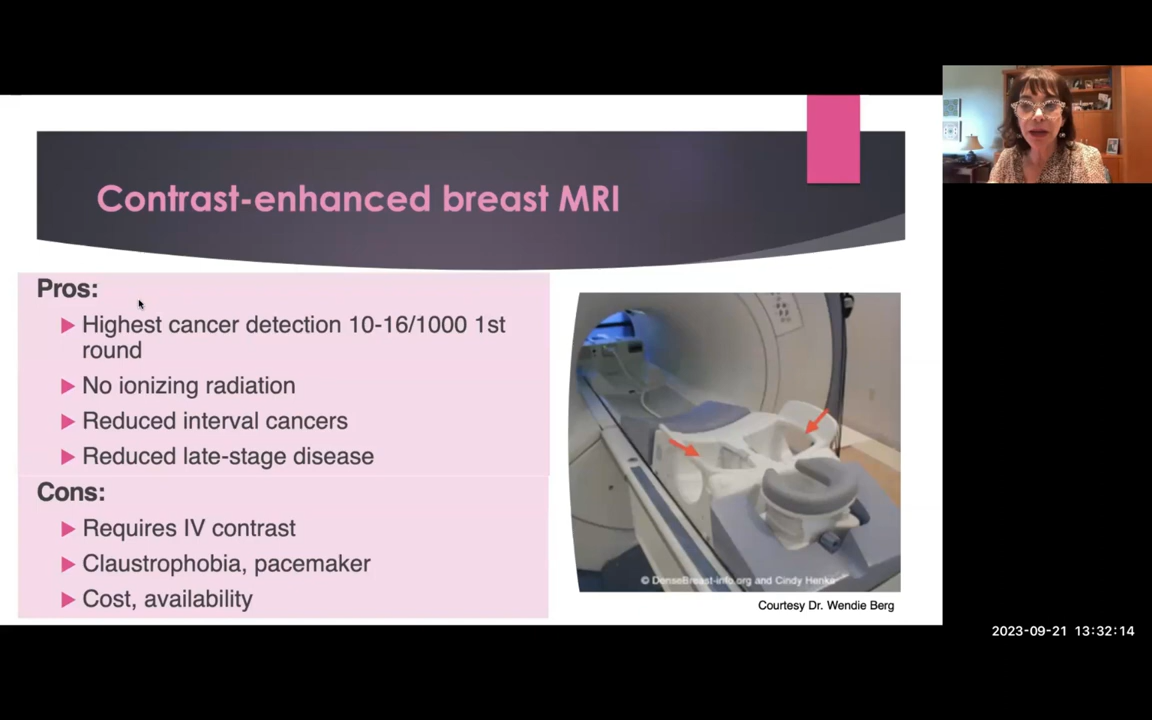 Contrast-enhanced breast MRI
Pros:
Highest cancer detection 10-16/1000 1st
round
No ionizing radiation
Reduced interval cancers
Reduced late-stage disease
Cons:
Requires IV contrast
Claustrophobia, pacemaker
Cost, availability
© DenseBreast-info.org and Cindy Henke
Courtesy Dr. Wendie Berg
2023-09-21 13:32:14